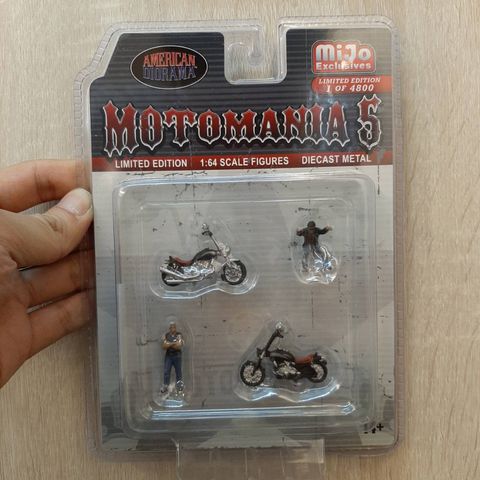 AMERICAN
DIORAMA
MiJo
Exclusives
LIMITED EDITION
1 OF 4800
MOTOMANIA 5
LIMITED EDITION 1:64 SCALE FIGURES DIECAST METAL